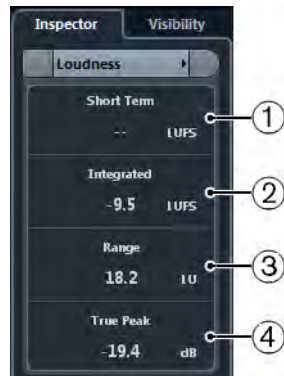 Inspector Visibility
Loudness
Short Term
-- LUFS
1
Integrated
-9.5 LUFS
2
Range
18.2 LU
3
True Peak
-19.4 dB
4